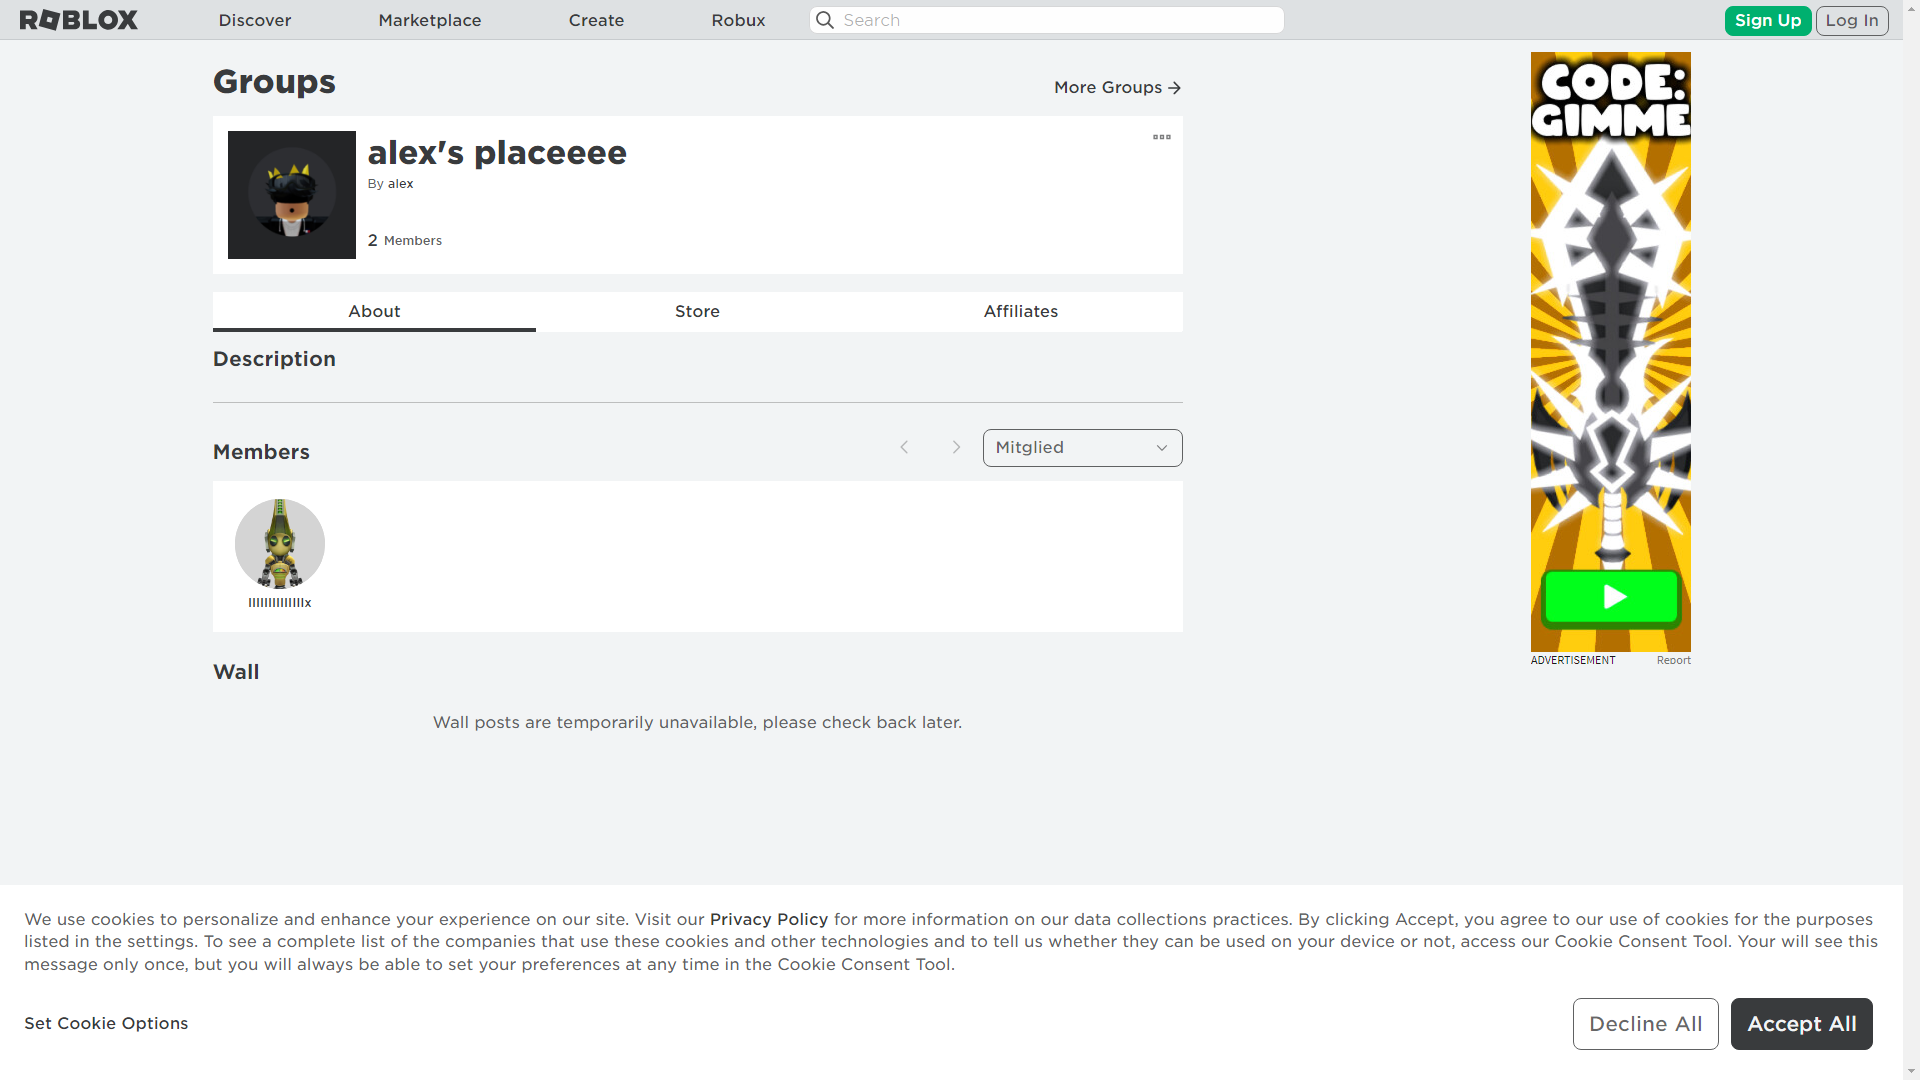 ROBLOX Discover Marketplace Create Robux Search Sign Up Log In
Groups
More Groups
alex's placeeee
By alex
2 Members
About Store Affiliates
Description
Members
Mitglied
Wall
Wall posts are temporarily unavailable, please check back later.
CODE:
GIMME
ADVERTISEMENT Report
We use cookies to personalize and enhance your experience on our site. Visit our Privacy Policy for more information on our data collections practices. By clicking Accept, you agree to our use of cookies for the purposes
listed in the settings. To see a complete list of the companies that use these cookies and other technologies and to tell us whether they can be used on your device or not, access our Cookie Consent Tool. Your will see this
message only once, but you will always be able to set your preferences at any time in the Cookie Consent Tool.
Set Cookie Options
Decline All
Accept All